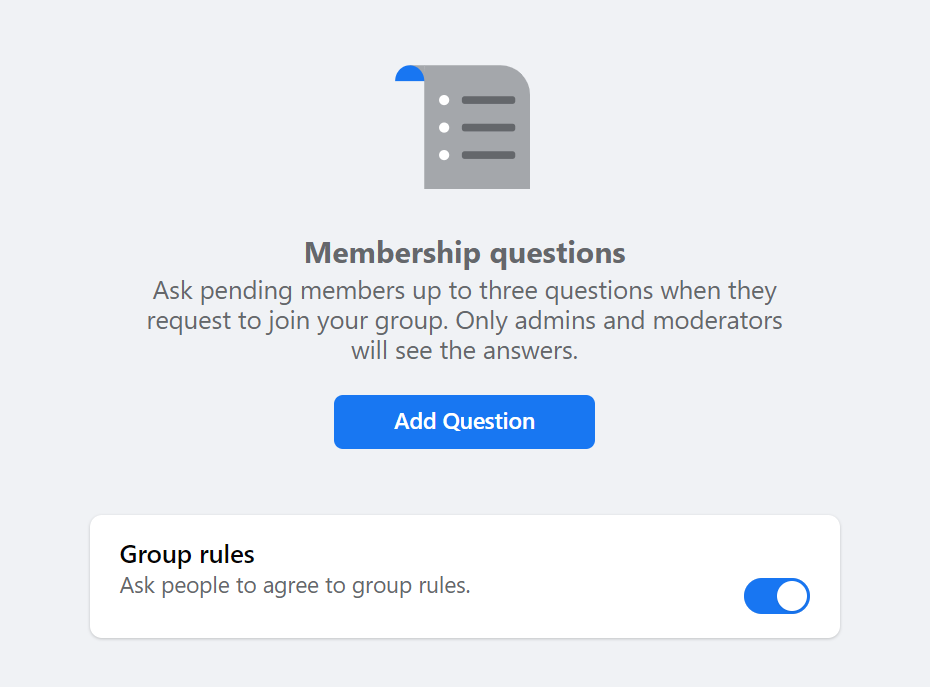 Membership questions
Ask pending members up to three questions when they
request to join your group. Only admins and moderators
will see the answers.
Add Question
Group rules
Ask people to agree to group rules.